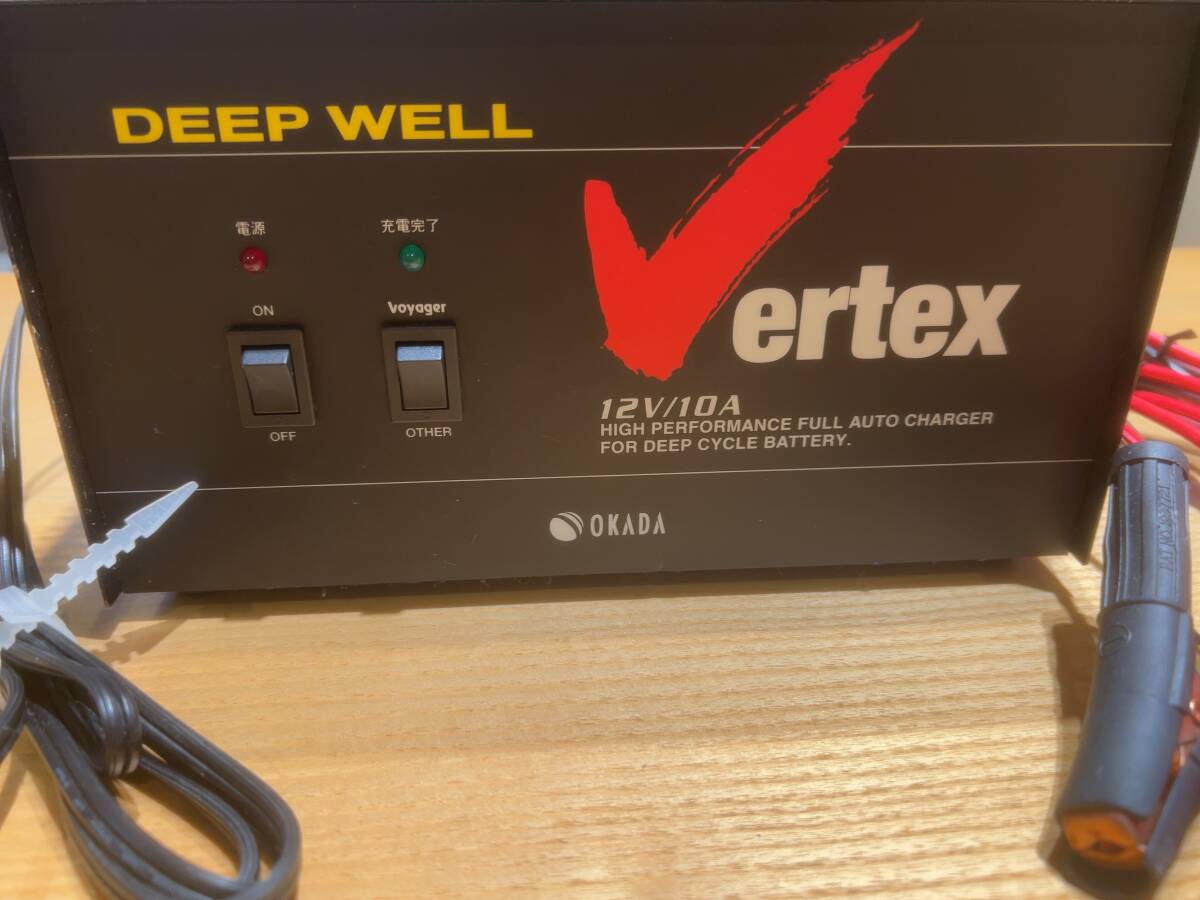 DEEP WELL
電源
充電完了
ON
Voyager
OFF
OTHER
Vertex
12V/10A
HIGH PERFORMANCE FULL AUTO CHARGER
FOR DEEP CYCLE BATTERY.
OKADA